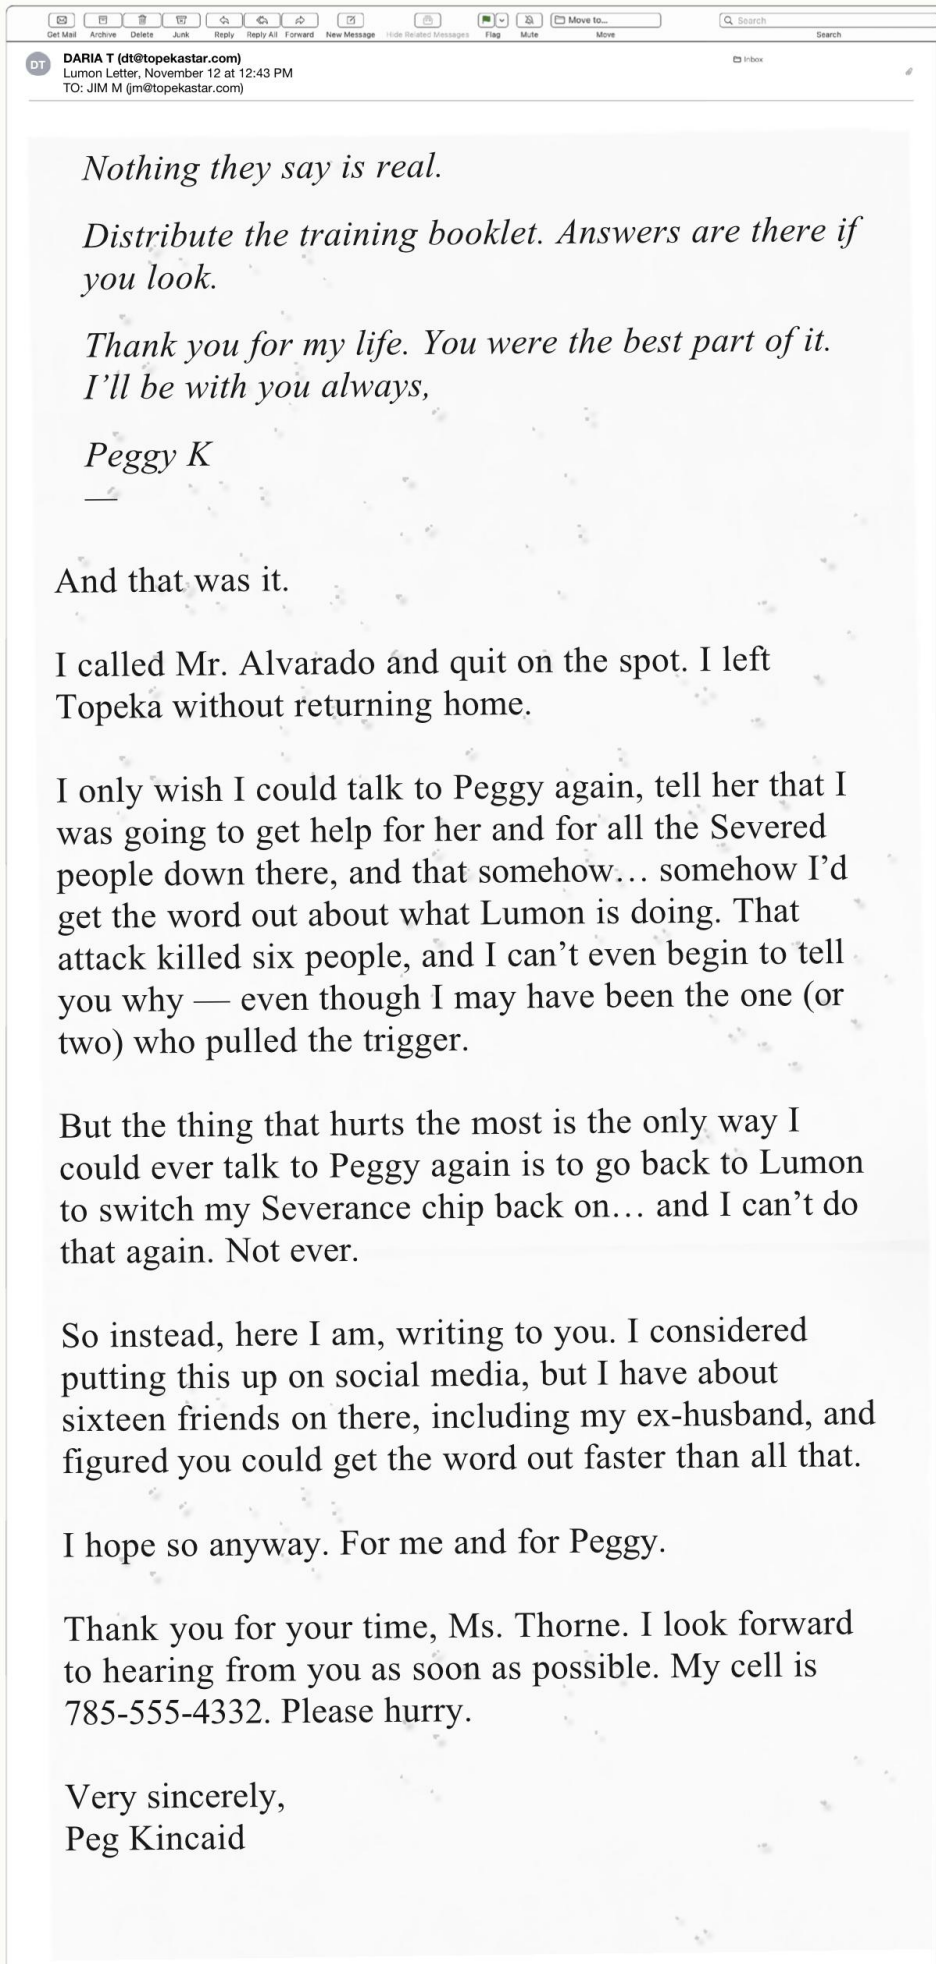 Get Mail Archive Delete Junk Reply Reply All Forward New Message Hide Related Messages Flag Mute Move to... Move Search Search
DT
DARIA T (dt@topekastar.com)
Inbox
Lumon Letter, November 12 at 12:43 PM
TO: JIM M (jm@topekastar.com)
Nothing they say is real.
Distribute the training booklet. Answers are there if
you look.
Thank you for my life. You were the best part of it.
I’ll be with you always,
Peggy K
—
And that was it.
I called Mr. Alvarado and quit on the spot. I left
Topeka without returning home.
I only wish I could talk to Peggy again, tell her that I
was going to get help for her and for all the Severed
people down there, and that somehow… somehow I’d
get the word out about what Lumon is doing. That
attack killed six people, and I can’t even begin to tell
you why — even though I may have been the one (or
two) who pulled the trigger.
But the thing that hurts the most is the only way I
could ever talk to Peggy again is to go back to Lumon
to switch my Severance chip back on… and I can’t do
that again. Not ever.
So instead, here I am, writing to you. I considered
putting this up on social media, but I have about
sixteen friends on there, including my ex-husband, and
figured you could get the word out faster than all that.
I hope so anyway. For me and for Peggy.
Thank you for your time, Ms. Thorne. I look forward
to hearing from you as soon as possible. My cell is
785-555-4332. Please hurry.
Very sincerely,
Peg Kincaid